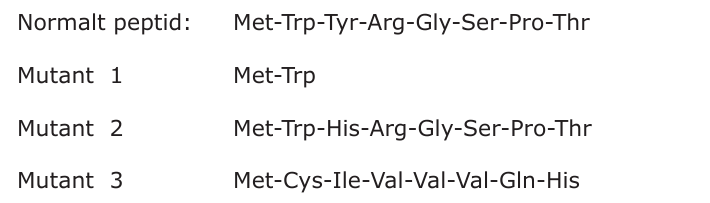 Normalt peptid: Met-Trp-Tyr-Arg-Gly-Ser-Pro-Thr
Mutant 1 Met-Trp
Mutant 2 Met-Trp-His-Arg-Gly-Ser-Pro-Thr
Mutant 3 Met-Cys-Ile-Val-Val-Val-Gln-His